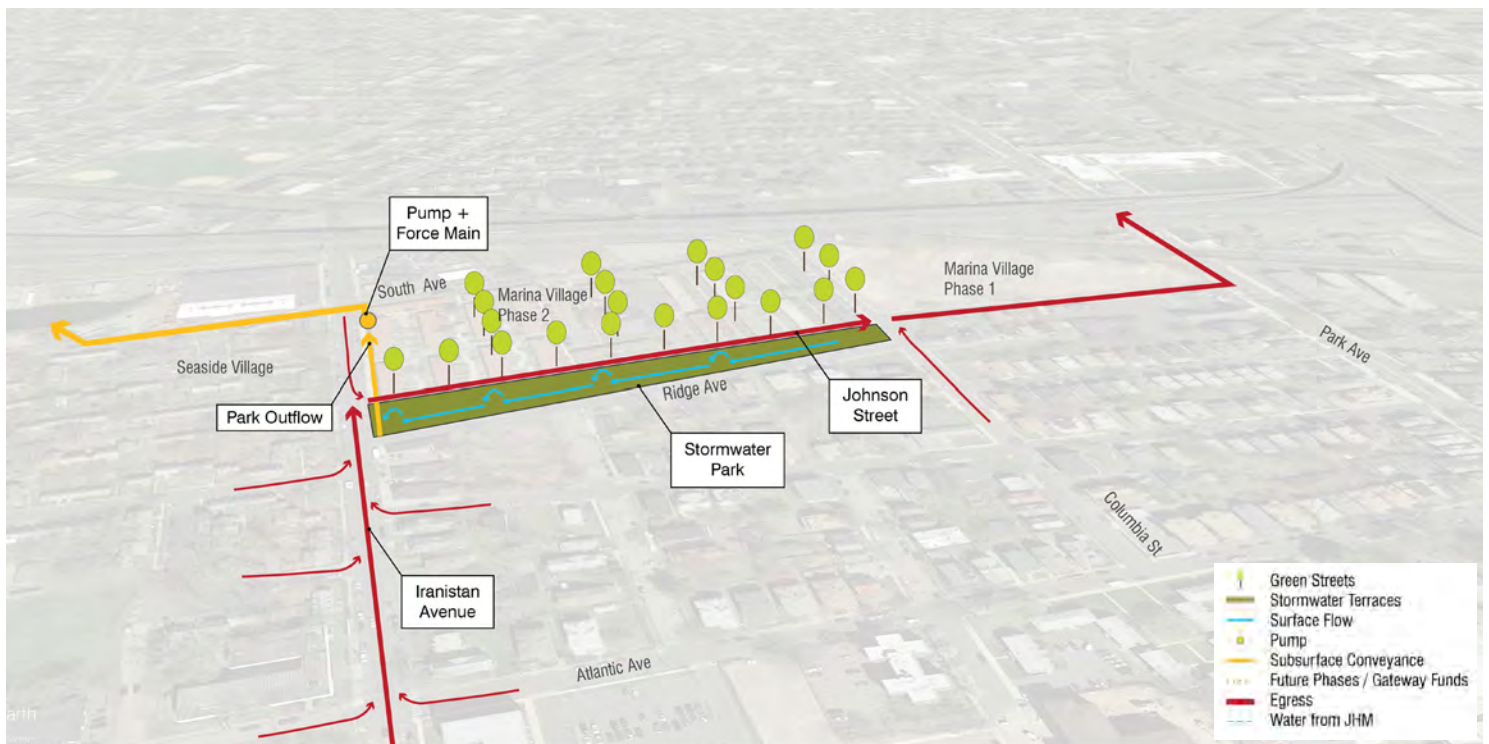 Pump +
Force Main
South Ave
Marina Village
Phase 2
Marina Village
Phase 1
Seaside Village
Park Ave
Park Outflow
Ridge Ave
Johnson
Street
Stormwater
Park
Columbia St
Iranistan
Avenue
Atlantic Ave
arth
Green Streets
Stormwater Terraces
Surface Flow
Pump
Subsurface Conveyance
Future Phases / Gateway Funds
Egress
Water from JHM